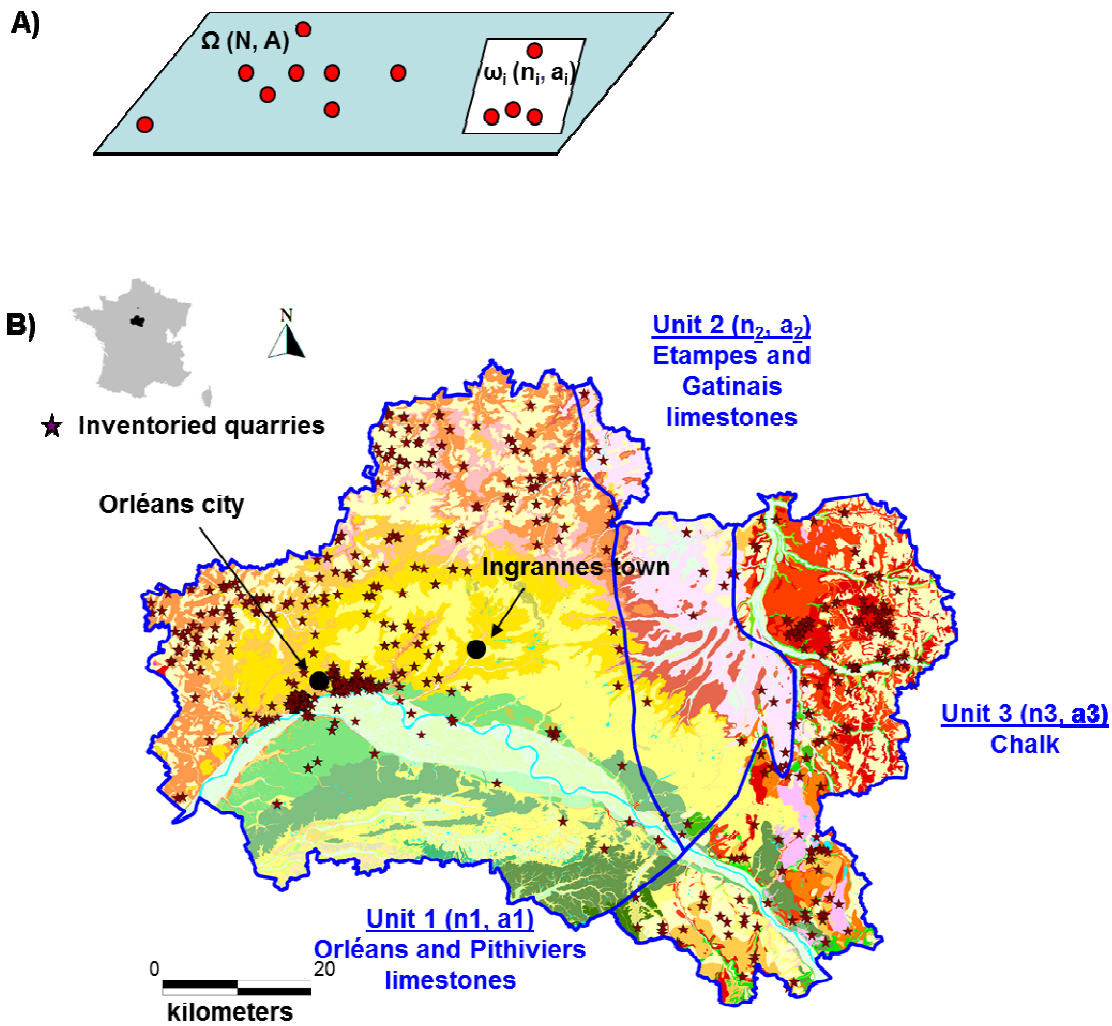 A)
Ω (N, A)
ωi (ni, ai)
B)
N
Unit 2 (n2, a2)
Etampes and
Gatinais
limestones
Inventoried quarries
Orléans city
Ingrannes town
Unit 3 (n3, a3)
Chalk
Unit 1 (n1, a1)
Orléans and Pithiviers
limestones
0 20
kilometers